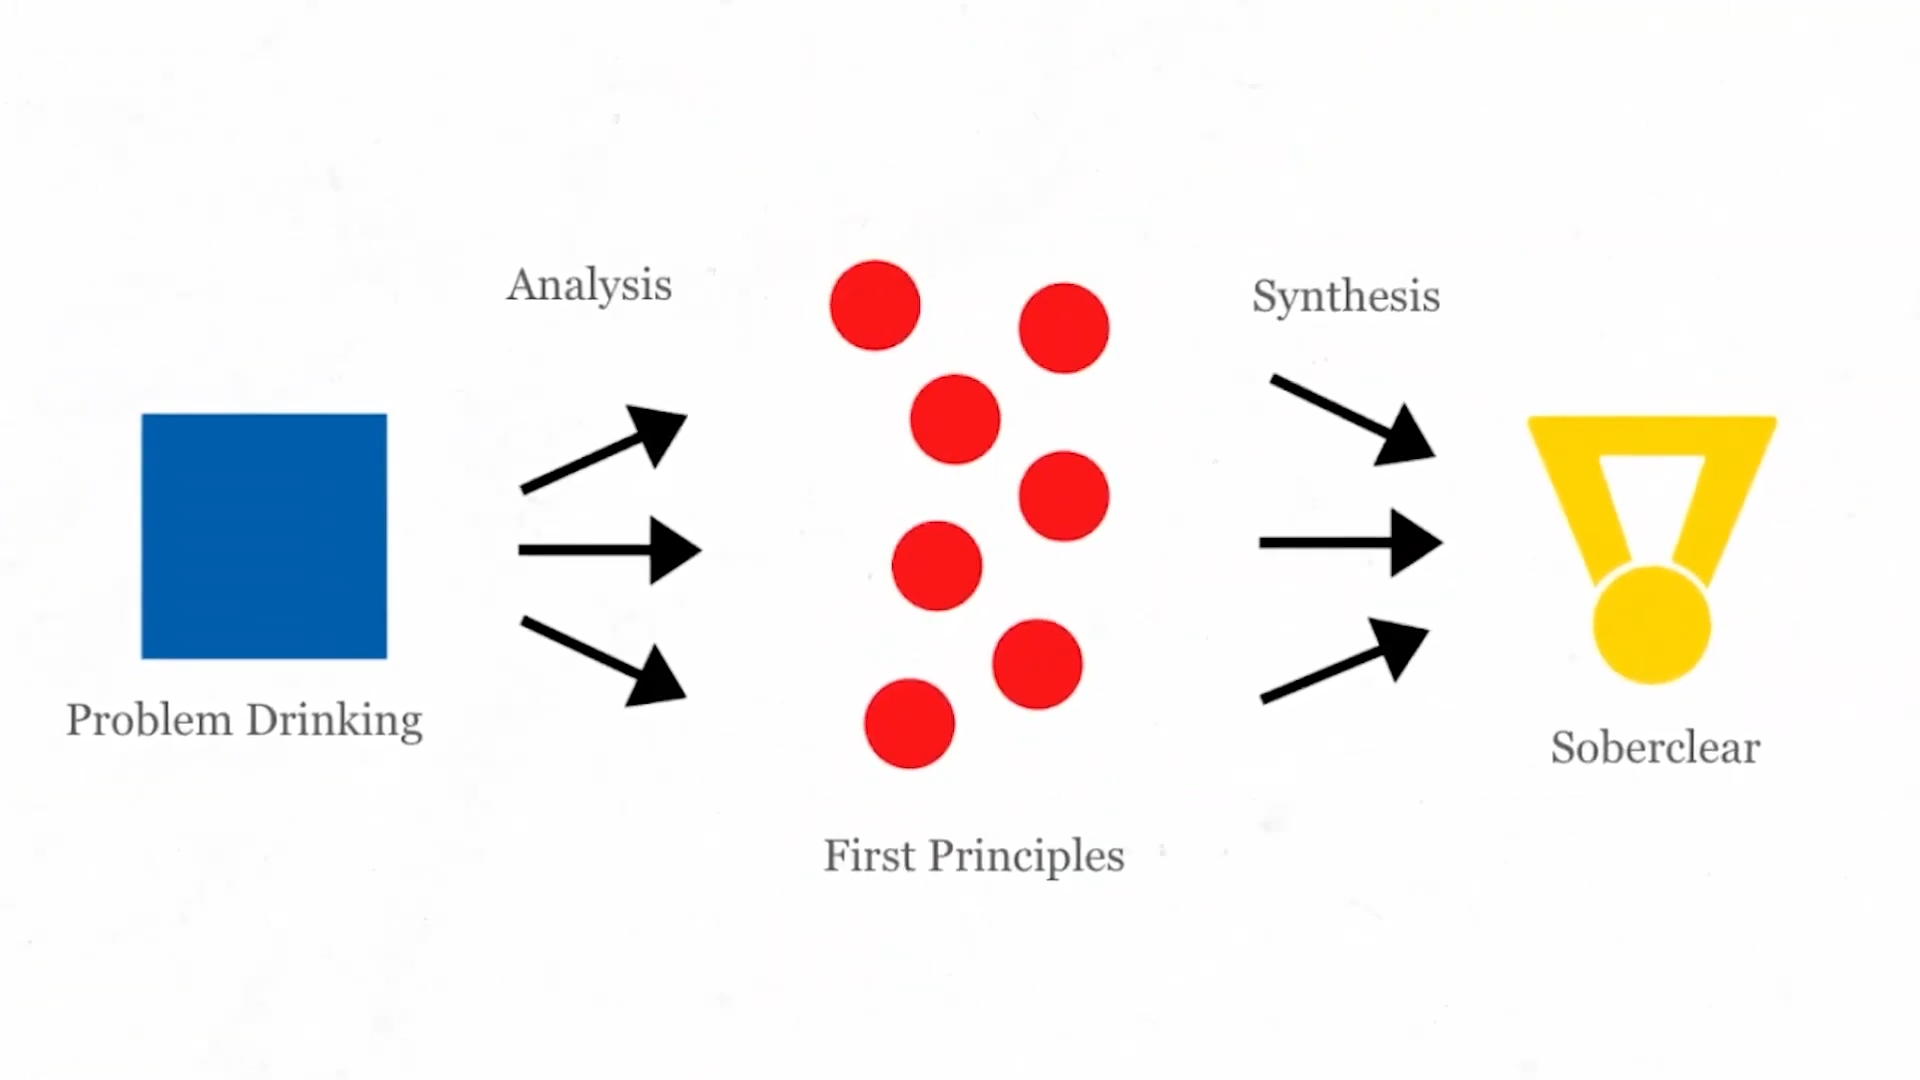 Analysis
Synthesis
Problem Drinking
Soberclear
First Principles